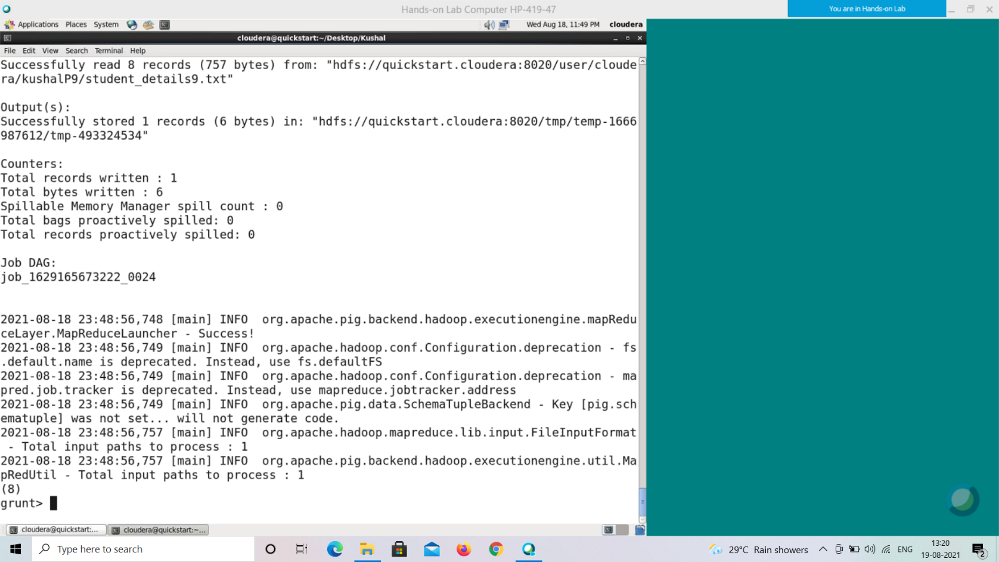 Hands-on Lab Computer HP-419-47
You are in Hands-on Lab
Applications Places System
Wed Aug 18, 11:49 PM cloudera
cloudera@quickstart:~/Desktop/Kushal
File Edit View Search Terminal Help
Successfully read 8 records (757 bytes) from: "hdfs://quickstart.cloudera:8020/user/cloude
ra/kushalP9/student_details9.txt"
Output(s):
Successfully stored 1 records (6 bytes) in: "hdfs://quickstart.cloudera:8020/tmp/temp-1666
987612/tmp-493324534"
Counters:
Total records written : 1
Total bytes written : 6
Spillable Memory Manager spill count : 0
Total bags proactively spilled: 0
Total records proactively spilled: 0
Job DAG:
job_1629165673222_0024
2021-08-18 23:48:56,748 [main] INFO  org.apache.pig.backend.hadoop.executionengine.mapRedu
ceLayer.MapReduceLauncher - Success!
2021-08-18 23:48:56,749 [main] INFO  org.apache.hadoop.conf.Configuration.deprecation - fs
.default.name is deprecated. Instead, use fs.defaultFS
2021-08-18 23:48:56,749 [main] INFO  org.apache.hadoop.conf.Configuration.deprecation - ma
pred.job.tracker is deprecated. Instead, use mapreduce.jobtracker.address
2021-08-18 23:48:56,749 [main] INFO  org.apache.pig.data.SchemaTupleBackend - Key [pig.sch
ematuple] was not set... will not generate code.
2021-08-18 23:48:56,757 [main] INFO  org.apache.hadoop.mapreduce.lib.input.FileInputFormat
 - Total input paths to process : 1
2021-08-18 23:48:56,757 [main] INFO  org.apache.pig.backend.hadoop.executionengine.util.Ma
pRedUtil - Total input paths to process : 1
(8)
grunt>
cloudera@quickstart:... cloudera@quickstart:~...
Type here to search
29°C Rain showers
ENG
13:20
19-08-2021
2